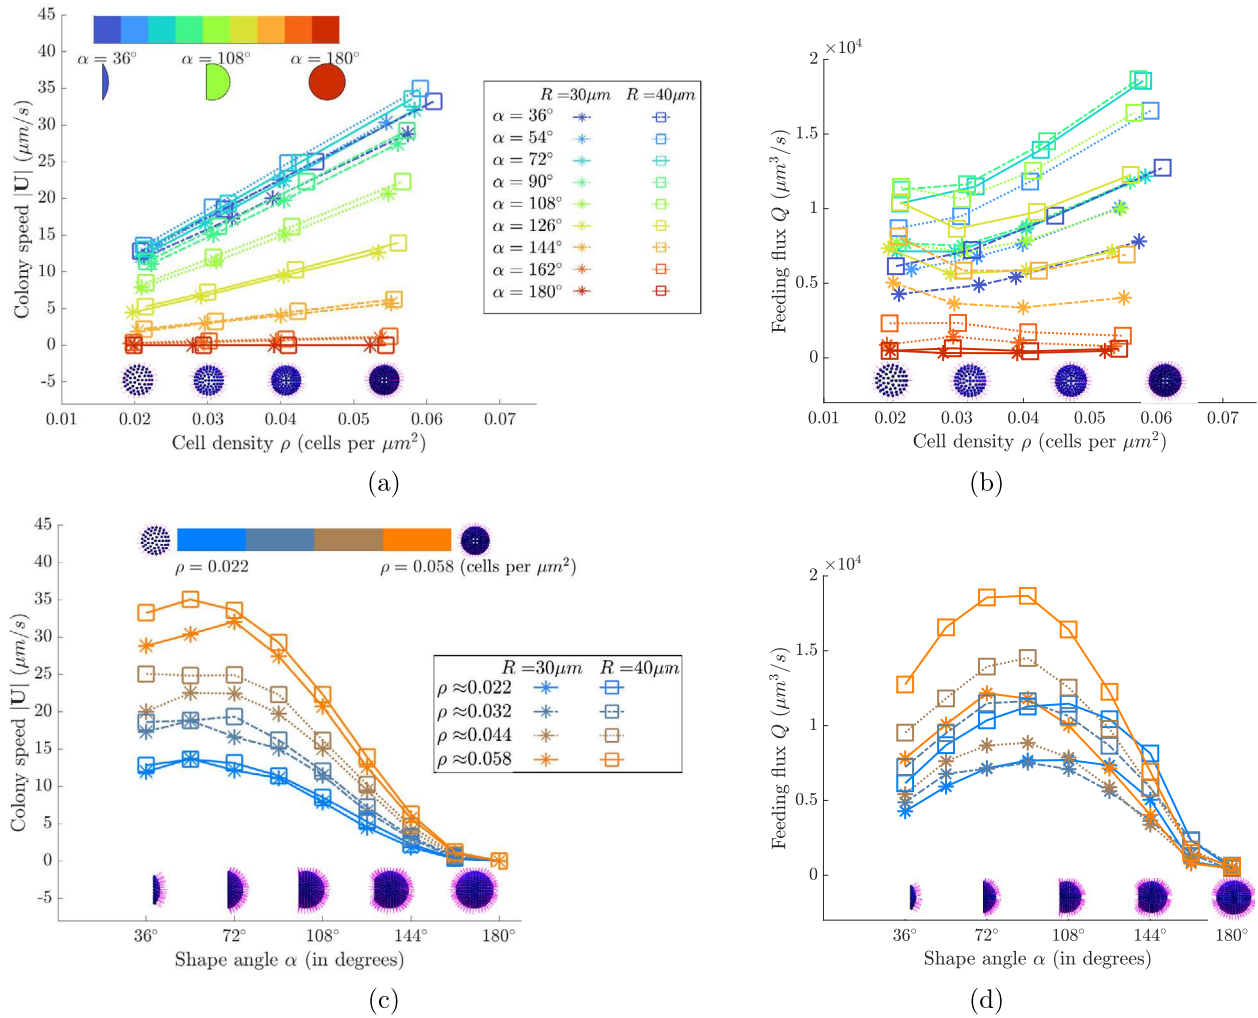 45
40
35
30
25
20
15
10
5
0
-5
Colony speed |U| (μm/s)
α = 36° α = 108° α = 180°
0.01 0.02 0.03 0.04 0.05 0.06 0.07
Cell density ρ (cells per μm²)
(a)
R = 30μm R = 40μm
α = 36°
α = 54°
α = 72°
α = 90°
α = 108°
α = 126°
α = 144°
α = 162°
α = 180°
×10⁴
2
1.5
1
0.5
0
Feeding flux Q (μm³/s)
0.01 0.02 0.03 0.04 0.05 0.06 0.07
Cell density ρ (cells per μm²)
(b)
45
40
35
30
25
20
15
10
5
0
-5
Colony speed |U| (μm/s)
ρ = 0.022 ρ = 0.058 (cells per μm²)
36° 72° 108° 144° 180°
Shape angle α (in degrees)
(c)
R = 30μm R = 40μm
ρ ≈0.022
ρ ≈0.032
ρ ≈0.044
ρ ≈0.058
×10⁴
2
1.5
1
0.5
0
Feeding flux Q (μm³/s)
36° 72° 108° 144° 180°
Shape angle α (in degrees)
(d)